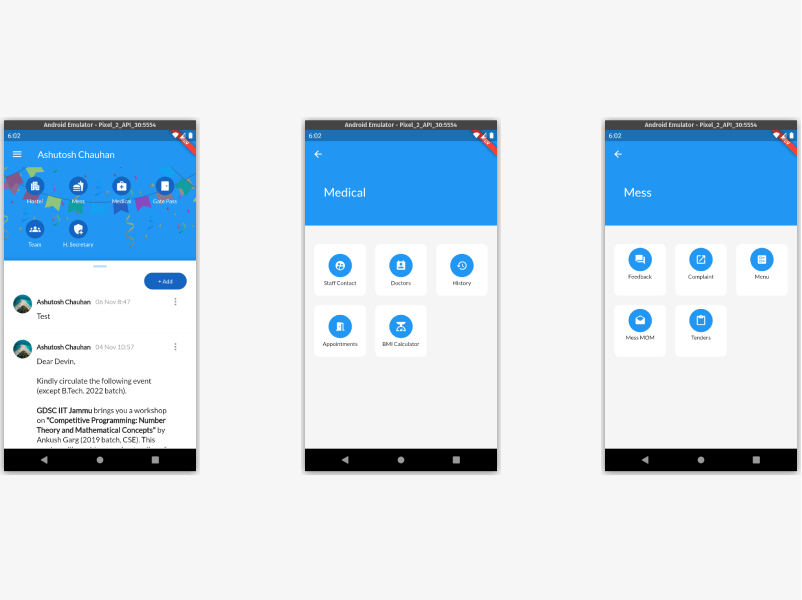 Android Emulator - Pixel_2_API_30:5554
6:02
Ashutosh Chauhan
Hostel Mess Medical Gate Pass
Team H. Secretary
+ Add
Ashutosh Chauhan 06 Nov 8:47
Test
Ashutosh Chauhan 04 Nov 10:57
Dear Devin,
Kindly circulate the following event
(except B.Tech. 2022 batch).
GDSC IIT Jammu brings you a workshop
on "Competitive Programming: Number
Theory and Mathematical Concepts" by
Ankush Garg (2019 batch, CSE). This
Android Emulator - Pixel_2_API_30:5554
6:02
Medical
Staff Contact Doctors History
Appointments BMI Calculator
Android Emulator - Pixel_2_API_30:5554
6:02
Mess
Feedback Complaint Menu
Mess MOM Tenders